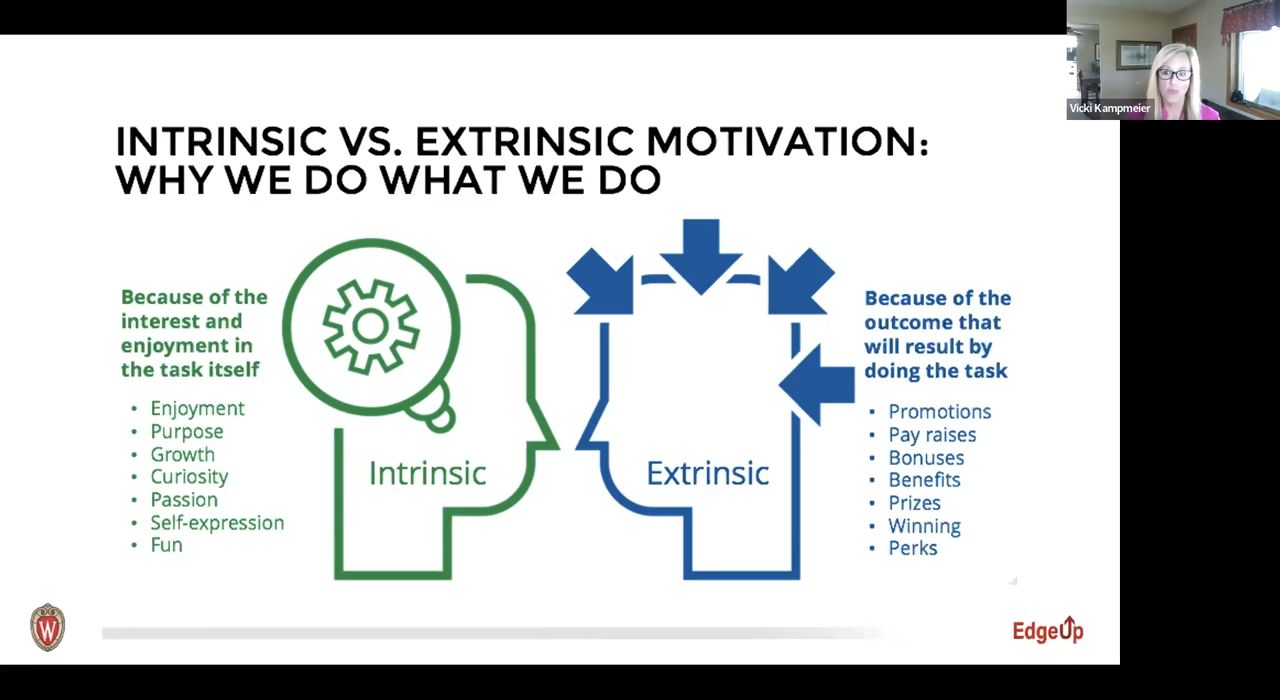 Vicki Kampmeier
INTRINSIC VS. EXTRINSIC MOTIVATION:
WHY WE DO WHAT WE DO
Because of the
interest and
enjoyment in
the task itself
• Enjoyment
• Purpose
• Growth
• Curiosity
• Passion
• Self-expression
• Fun
Intrinsic
Extrinsic
Because of the
outcome that
will result by
doing the task
• Promotions
• Pay raises
• Bonuses
• Benefits
• Prizes
• Winning
• Perks
W
EdgeUp